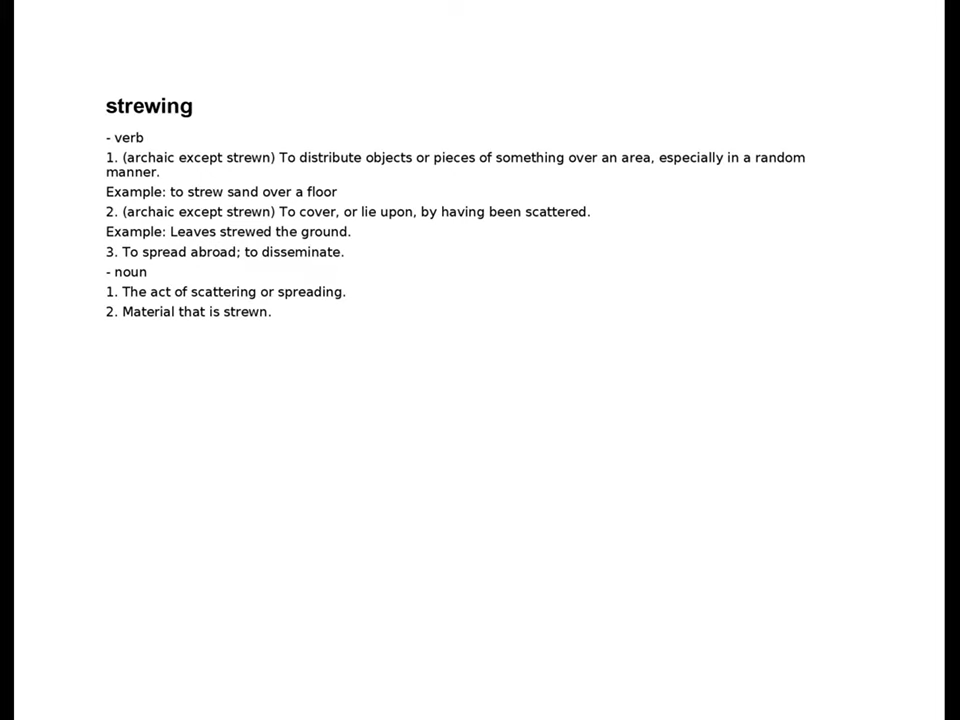 strewing
- verb
1. (archaic except strewn) To distribute objects or pieces of something over an area, especially in a random
manner.
Example: to strew sand over a floor
2. (archaic except strewn) To cover, or lie upon, by having been scattered.
Example: Leaves strewed the ground.
3. To spread abroad; to disseminate.
- noun
1. The act of scattering or spreading.
2. Material that is strewn.